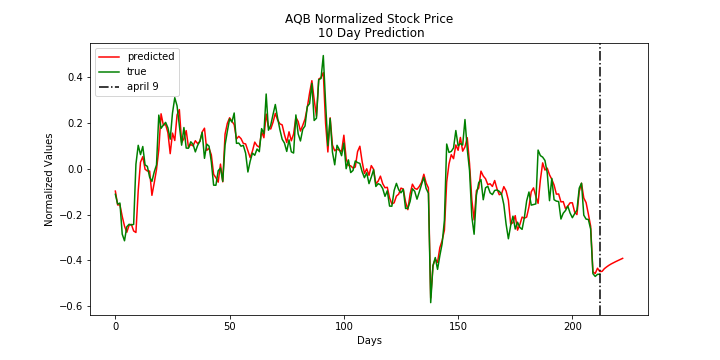 AQB Normalized Stock Price
10 Day Prediction
predicted
true
april 9
Normalized Values
0.4
0.2
0.0
−0.2
−0.4
−0.6
0 50 100 150 200
Days